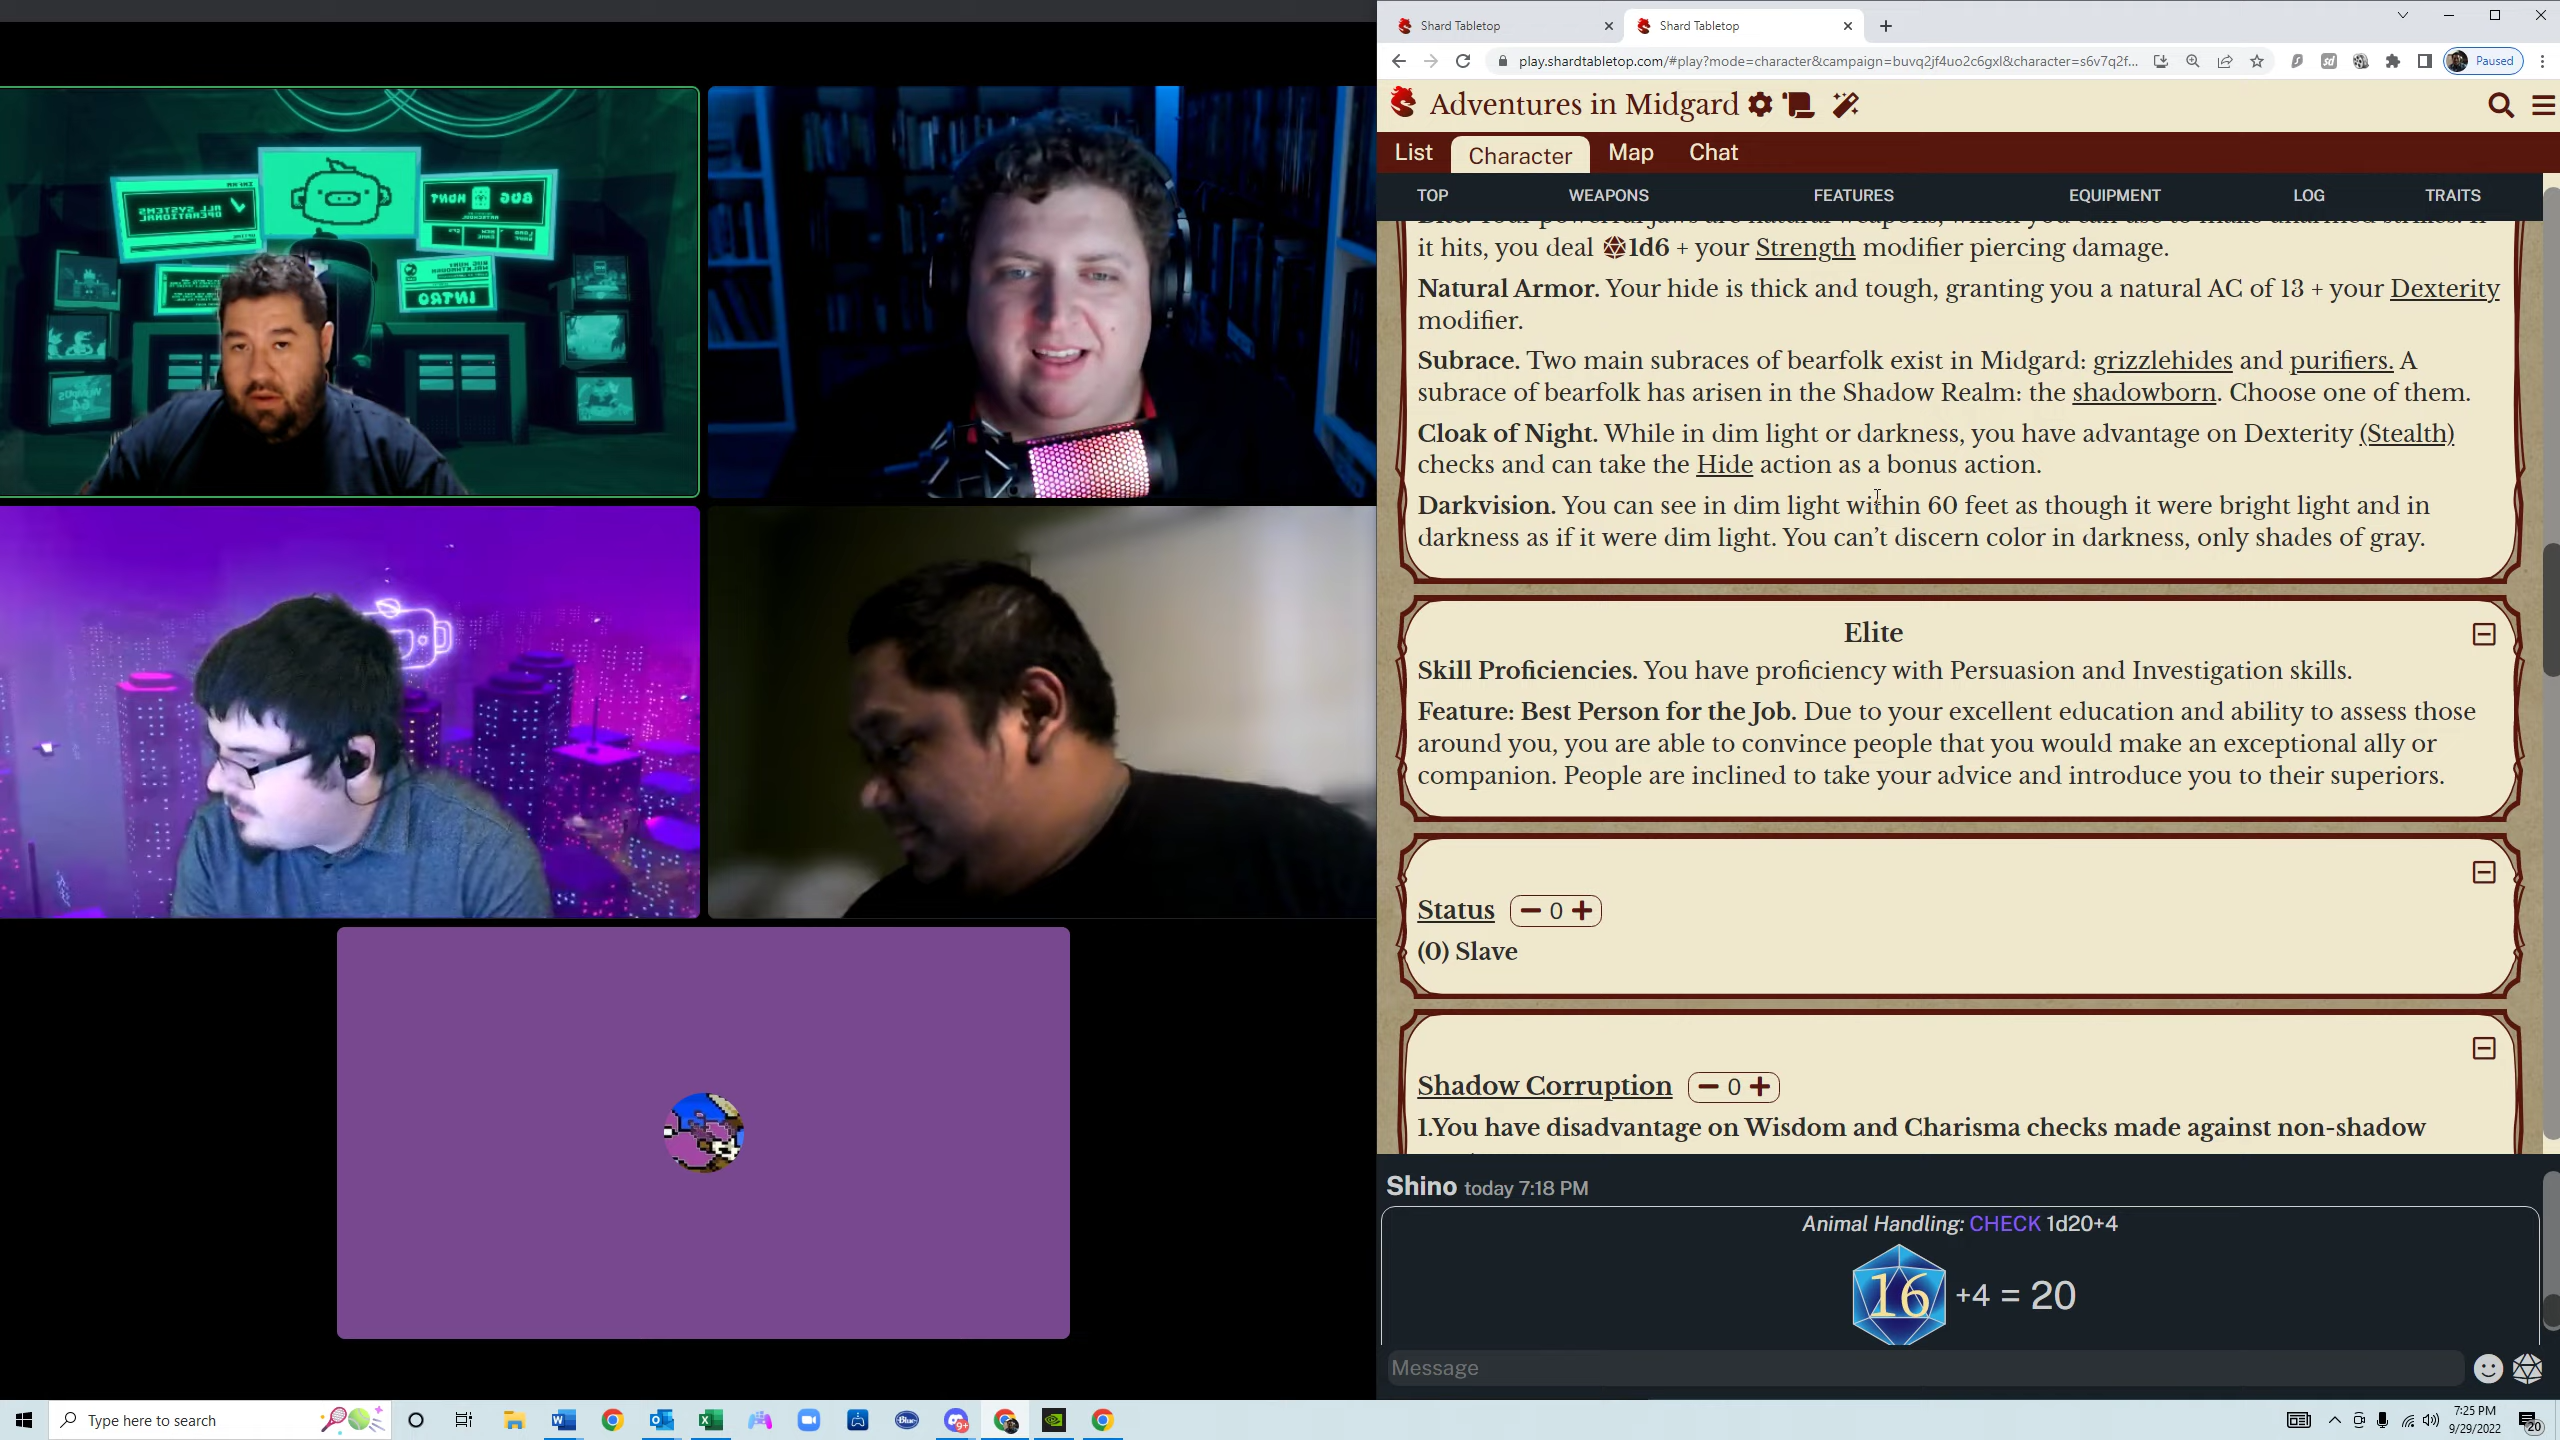 Shard Tabletop
Shard Tabletop
play.shardtabletop.com/#play?mode=character&campaign=buvq2jf4uo2c6gxl&character=s6v7q2f...
Paused
Adventures in Midgard
List Character Map Chat
TOP WEAPONS FEATURES EQUIPMENT LOG TRAITS
it hits, you deal 1d6 + your Strength modifier piercing damage.
Natural Armor. Your hide is thick and tough, granting you a natural AC of 13 + your Dexterity
modifier.
Subrace. Two main subraces of bearfolk exist in Midgard: grizzlehides and purifiers. A
subrace of bearfolk has arisen in the Shadow Realm: the shadowborn. Choose one of them.
Cloak of Night. While in dim light or darkness, you have advantage on Dexterity (Stealth)
checks and can take the Hide action as a bonus action.
Darkvision. You can see in dim light within 60 feet as though it were bright light and in
darkness as if it were dim light. You can’t discern color in darkness, only shades of gray.
Elite
Skill Proficiencies. You have proficiency with Persuasion and Investigation skills.
Feature: Best Person for the Job. Due to your excellent education and ability to assess those
around you, you are able to convince people that you would make an exceptional ally or
companion. People are inclined to take your advice and introduce you to their superiors.
Status 0
(0) Slave
Shadow Corruption 0
1.You have disadvantage on Wisdom and Charisma checks made against non-shadow
Shino today 7:18 PM
Animal Handling: CHECK 1d20+4
16 +4 = 20
Message
ALL SYSTEMS
OPERATIONAL
BUG HUNT
INTRO
Type here to search
7:25 PM
9/29/2022
20